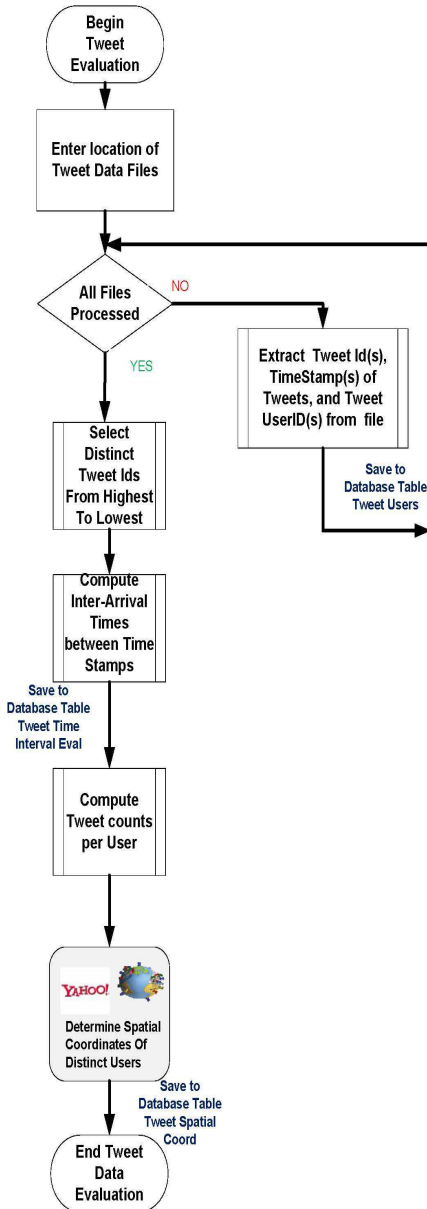 Begin
Tweet
Evaluation
Enter location of
Tweet Data Files
All Files
Processed
NO
YES
Extract Tweet Id(s),
TimeStamp(s) of
Tweets, and Tweet
UserID(s) from file
Save to
Database Table
Tweet Users
Select
Distinct
Tweet Ids
From Highest
To Lowest
Compute
Inter-Arrival
Times
between Time
Stamps
Save to
Database Table
Tweet Time
Interval Eval
Compute
Tweet counts
per User
YAHOO!
Determine Spatial
Coordinates Of
Distinct Users
Save to
Database Table
Tweet Spatial
Coord
End Tweet
Data
Evaluation